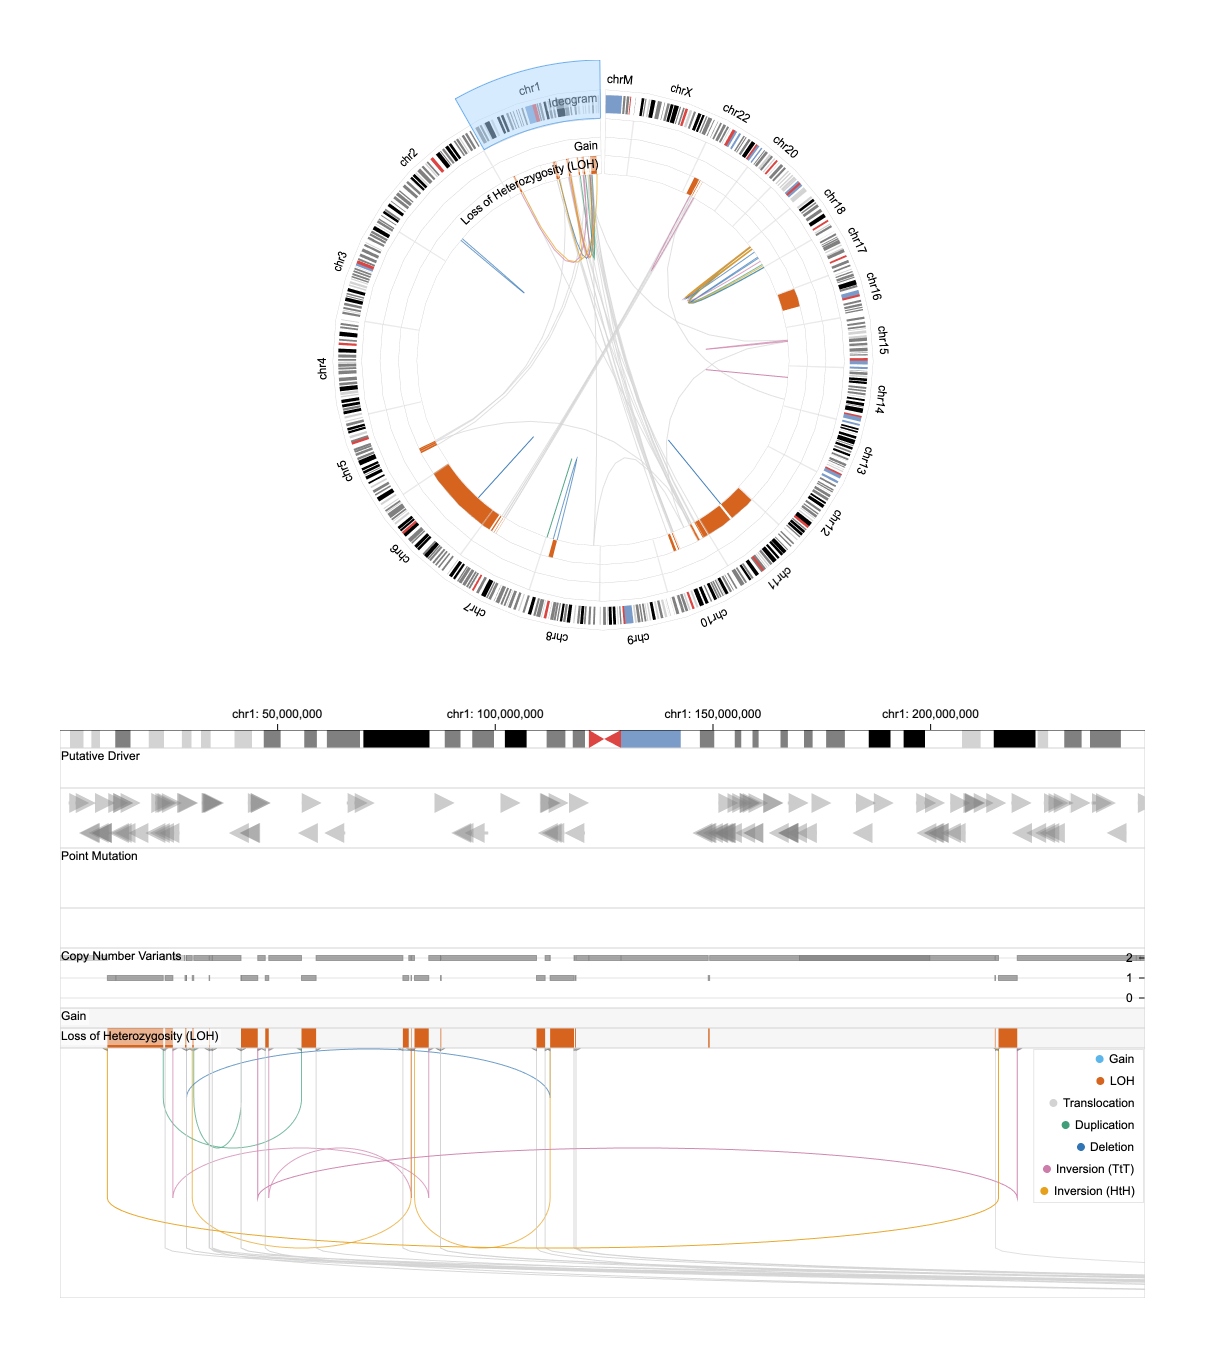 chr1
Ideogram
Gain
Loss of Heterozygosity (LOH)
chrM
chrX
chr22
chr20
chr18
chr17
chr16
chr15
chr14
chr13
chr12
chr11
chr10
chr9
chr8
chr7
chr6
chr5
chr4
chr3
chr2
chr1: 50,000,000 chr1: 100,000,000 chr1: 150,000,000 chr1: 200,000,000
Putative Driver
Point Mutation
Copy Number Variants
2
1
0
Gain
Loss of Heterozygosity (LOH)
Gain
LOH
Translocation
Duplication
Deletion
Inversion (TtT)
Inversion (HtH)